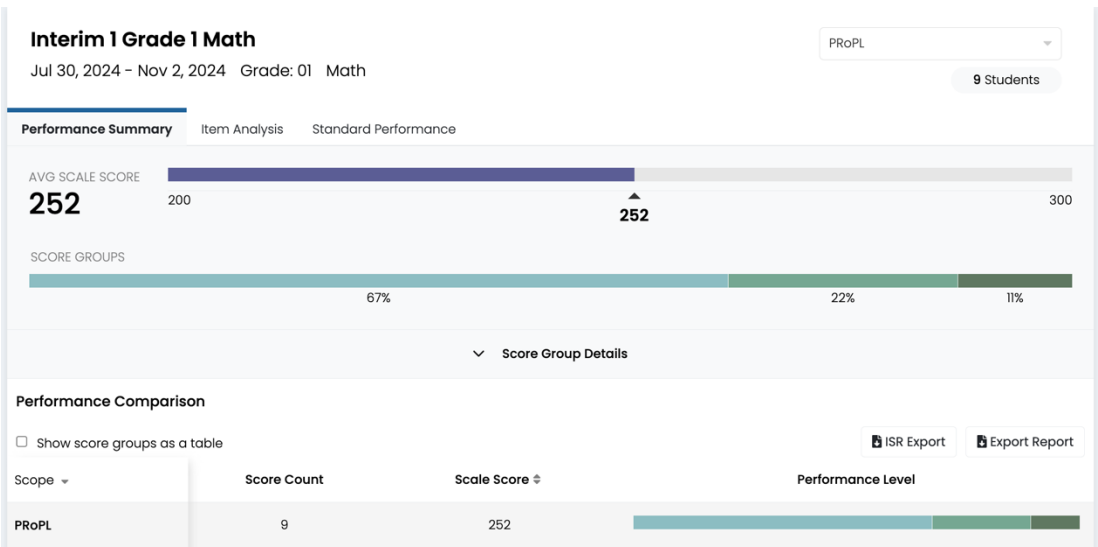 Interim 1 Grade 1 Math
PRoPL
Jul 30, 2024 - Nov 2, 2024 Grade: 01 Math
9 Students
Performance Summary Item Analysis Standard Performance
AVG SCALE SCORE
252
200 300
252
SCORE GROUPS
67% 22% 11%
Score Group Details
Performance Comparison
Show score groups as a table
ISR Export Export Report
Scope Score Count Scale Score Performance Level
PRoPL 9 252